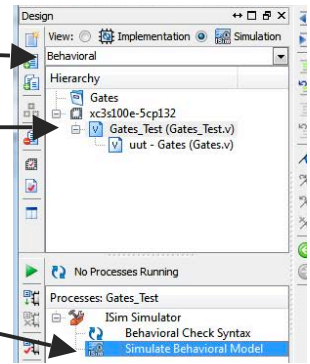 Design
View: Implementation Simulation
Behavioral
Hierarchy
Gates
xc3s100e-5cp132
Gates_Test (Gates_Test.v)
uut - Gates (Gates.v)
No Processes Running
Processes: Gates_Test
ISim Simulator
Behavioral Check Syntax
Simulate Behavioral Model